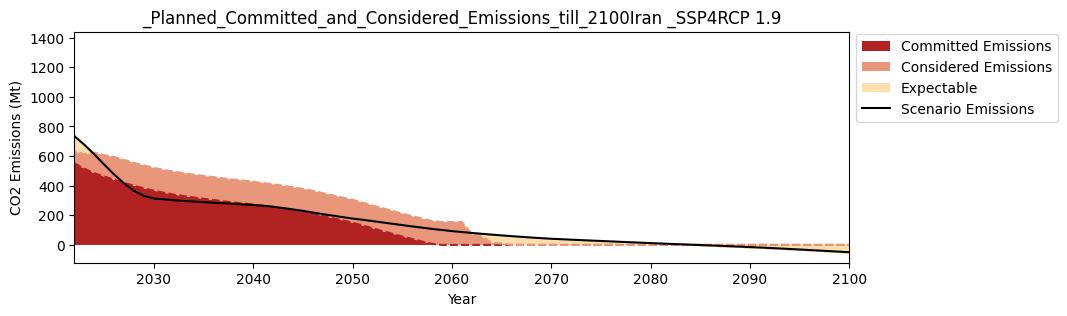 _Planned_Committed_and_Considered_Emissions_till_2100Iran _SSP4RCP 1.9
1400
1200
1000
800
600
400
200
0
CO2 Emissions (Mt)
2030 2040 2050 2060 2070 2080 2090 2100
Year
Committed Emissions
Considered Emissions
Expectable
Scenario Emissions